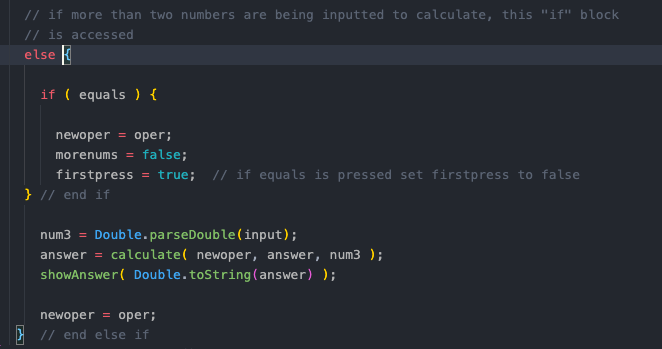 // if more than two numbers are being inputted to calculate, this "if" block
// is accessed
else {
if ( equals ) {
newoper = oper;
morenums = false;
firstpress = true;  // if equals is pressed set firstpress to false
} // end if
num3 = Double.parseDouble(input);
answer = calculate( newoper, answer, num3 );
showAnswer( Double.toString(answer) );
newoper = oper;
}  // end else if